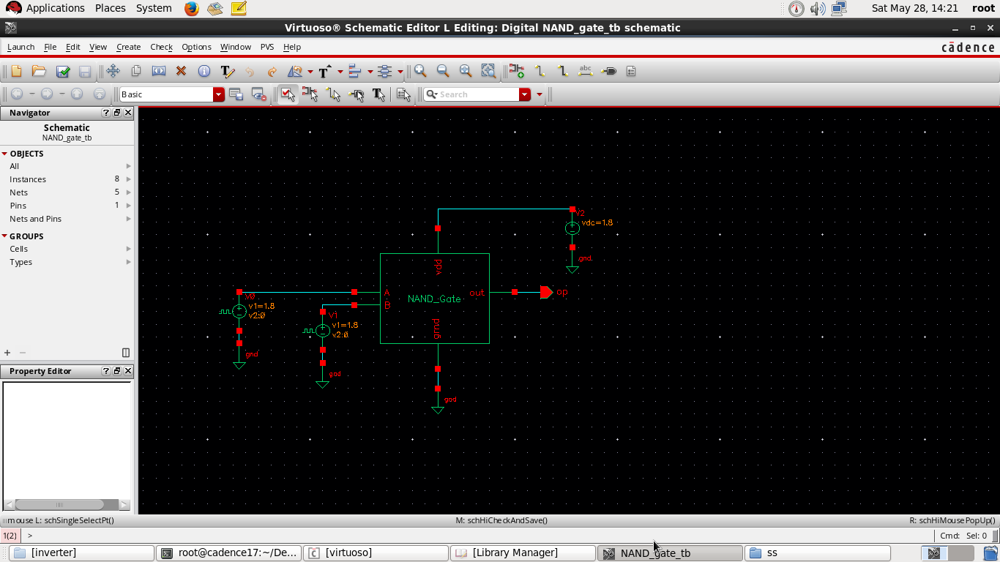 Applications Places System Sat May 28, 14:21 root
Virtuoso® Schematic Editor L Editing: Digital NAND_gate_tb schematic
Launch File Edit View Create Check Options Window PVS Help cādence
T T abc
Basic T Search
Navigator ?
Schematic
NAND_gate_tb
OBJECTS
All
Instances 8
Nets 5
Pins 1
Nets and Pins
GROUPS
Cells
Types
Property Editor ?
V2
vdc=1.8
gnd
vdd
A out op
NAND_Gate
B
gnd
V0
v1=1.8
v2:0
gnd
V1
v1=1.8
v2:0
gnd
gnd
mouse L: schSingleSelectPt() M: schHiCheckAndSave() R: schHiMousePopUp()
1(2) > Cmd: Sel: 0
[inverter] root@cadence17:~/De... [virtuoso] [Library Manager] NAND_gate_tb ss